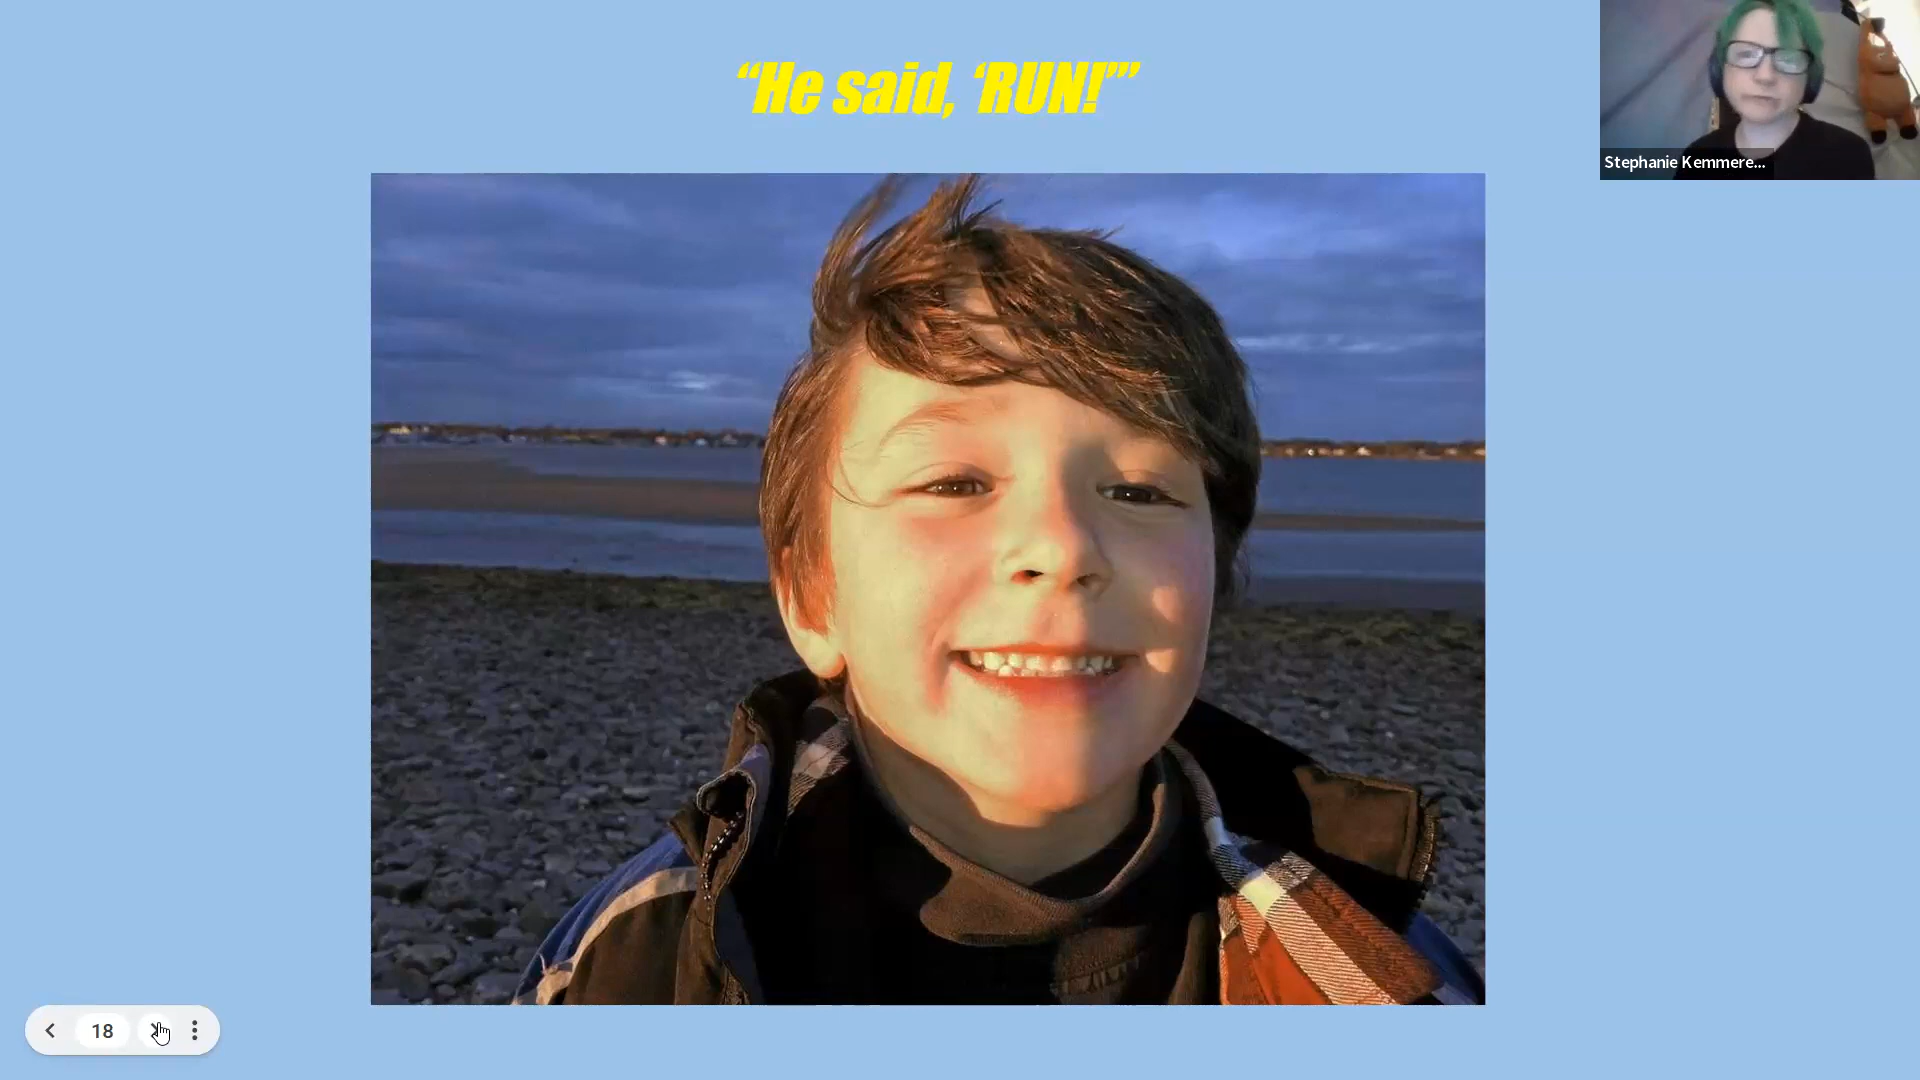 “He said, ‘RUN!’”
Stephanie Kemmere...
18